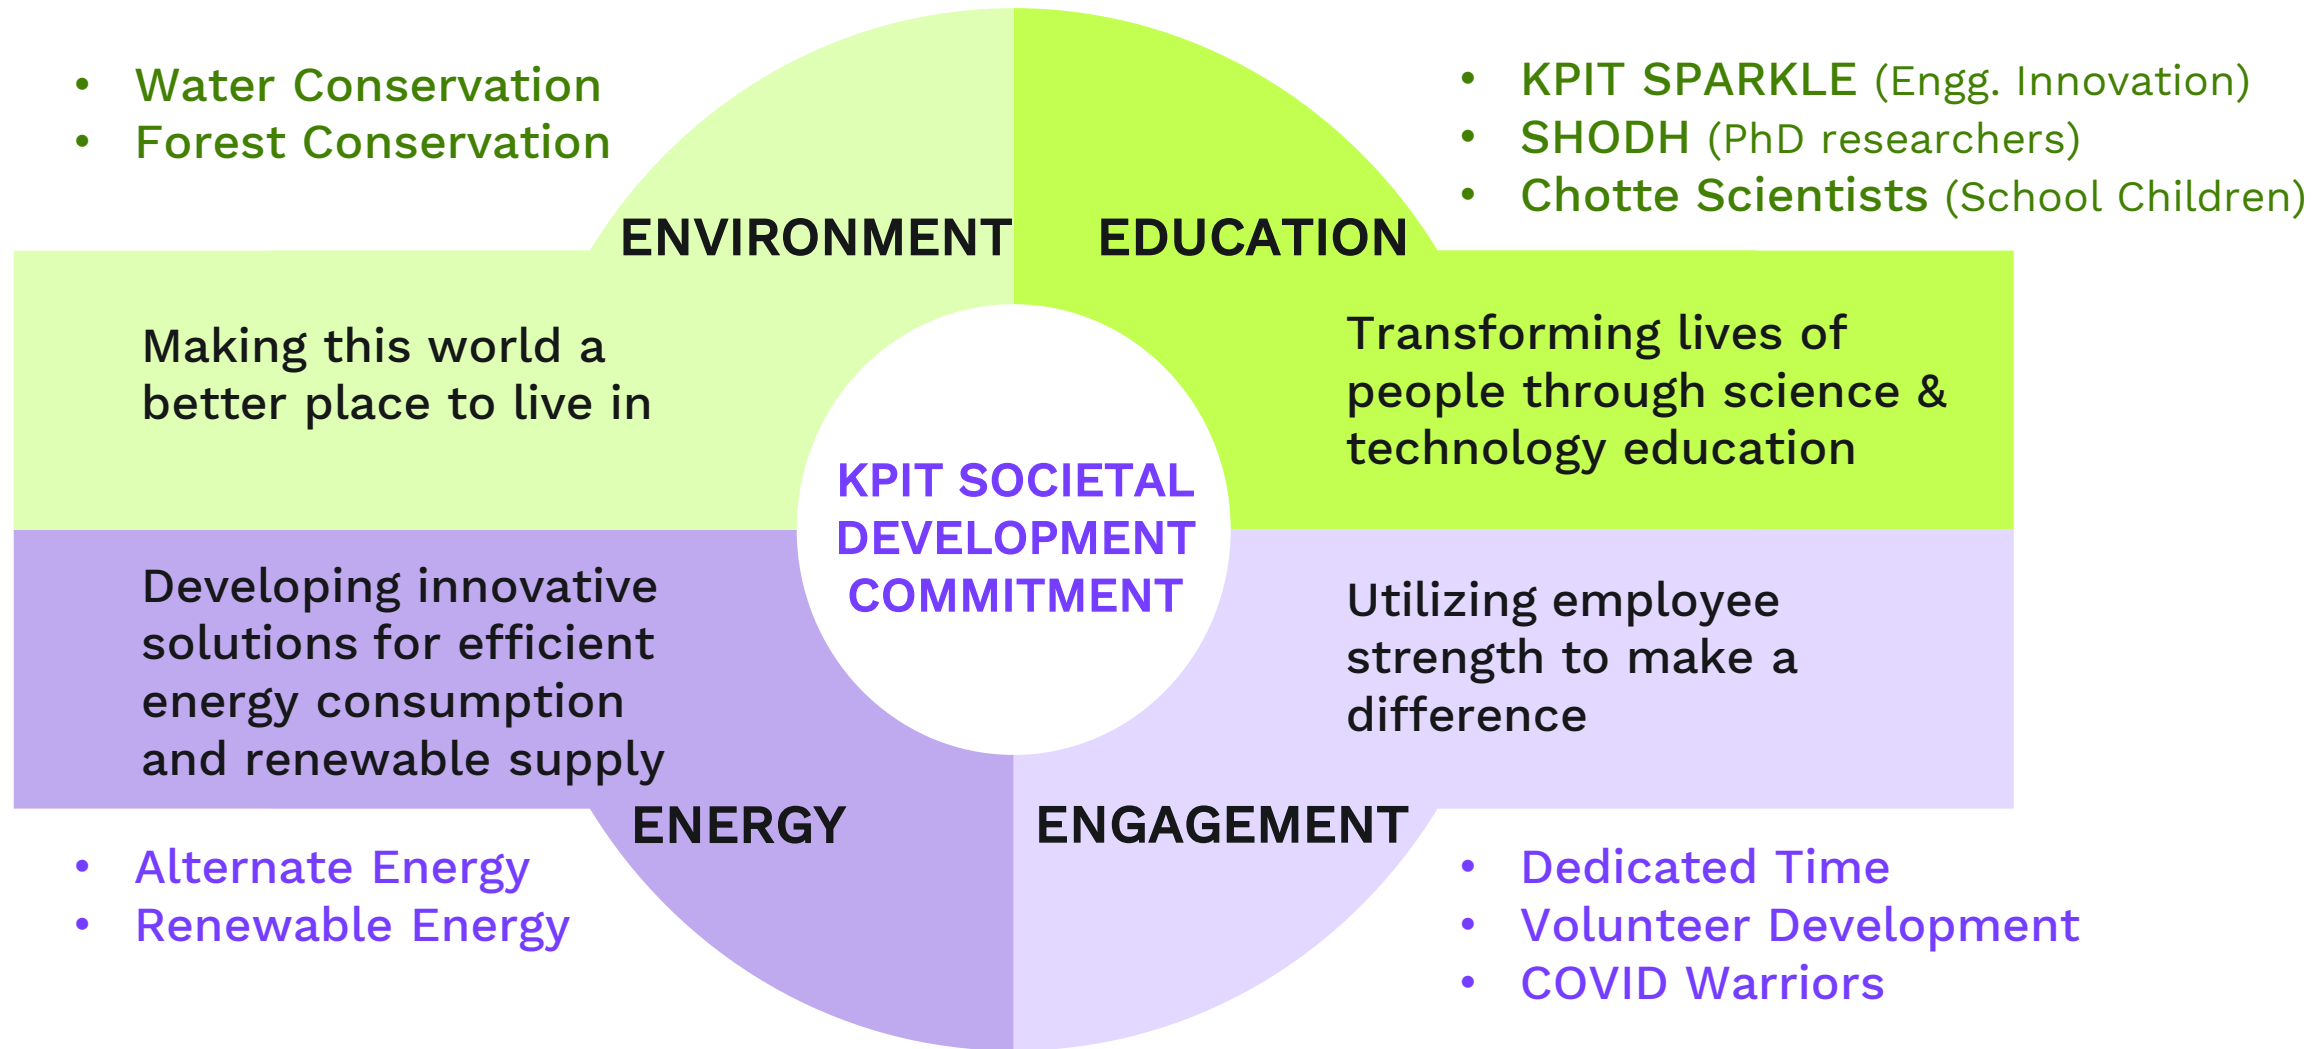 • Water Conservation
• Forest Conservation
ENVIRONMENT
Making this world a
better place to live in
• KPIT SPARKLE (Engg. Innovation)
• SHODH (PhD researchers)
• Chotte Scientists (School Children)
EDUCATION
Transforming lives of
people through science &
technology education
KPIT SOCIETAL
DEVELOPMENT
COMMITMENT
Developing innovative
solutions for efficient
energy consumption
and renewable supply
ENERGY
• Alternate Energy
• Renewable Energy
Utilizing employee
strength to make a
difference
ENGAGEMENT
• Dedicated Time
• Volunteer Development
• COVID Warriors